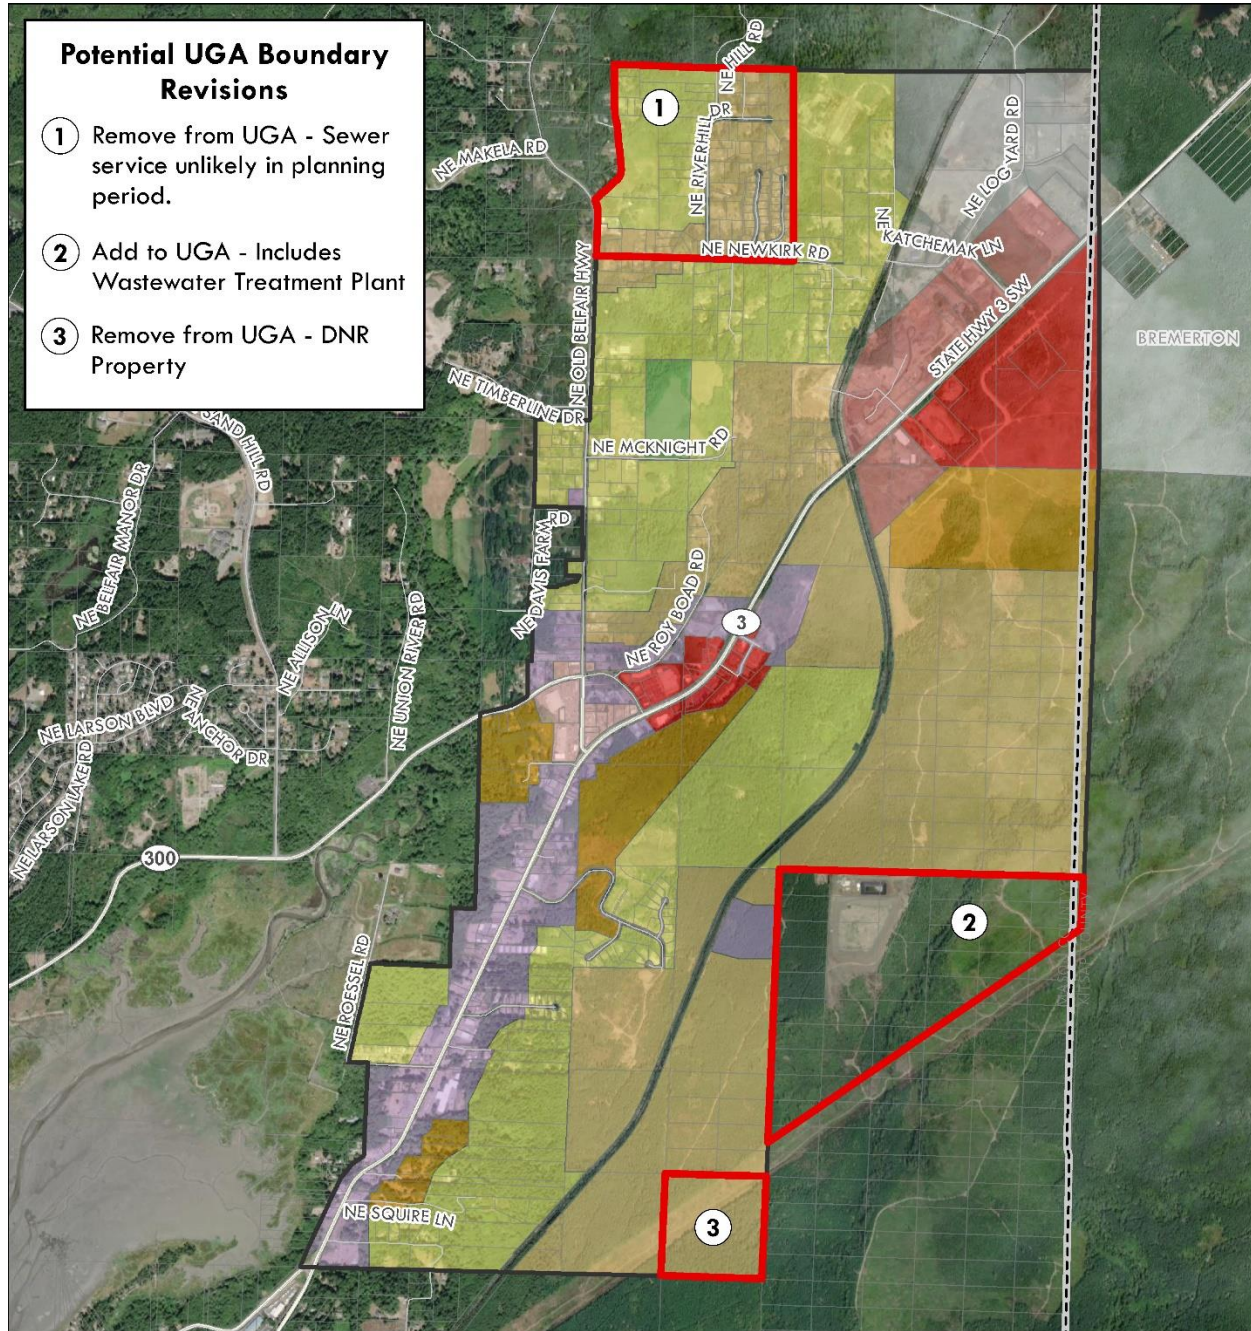 Potential UGA Boundary
Revisions
1 Remove from UGA - Sewer
service unlikely in planning
period.
2 Add to UGA - Includes
Wastewater Treatment Plant
3 Remove from UGA - DNR
Property
NE HILL RD
1
NE RIVERHILL DR
NE MAKELA RD
NE LOG YARD RD
NE KATCHEMAK LN
NE NEWKIRK RD
NE OLD BELFAIR HWY
STATE HWY 3 SW
BREMERTON
NE TIMBERLINE DR
SAND HILL RD
NE MCKNIGHT RD
NE BELFAIR MANOR DR
NE DAVIS FARM RD
NE ALLISON LN
NE UNION RIVER RD
NE ROY BOAD RD
3
NE LARSON BLVD
NE ANCHOR DR
NE LARSON LAKE RD
300
2
NE ROESSEL RD
NE SQUIRE LN
3